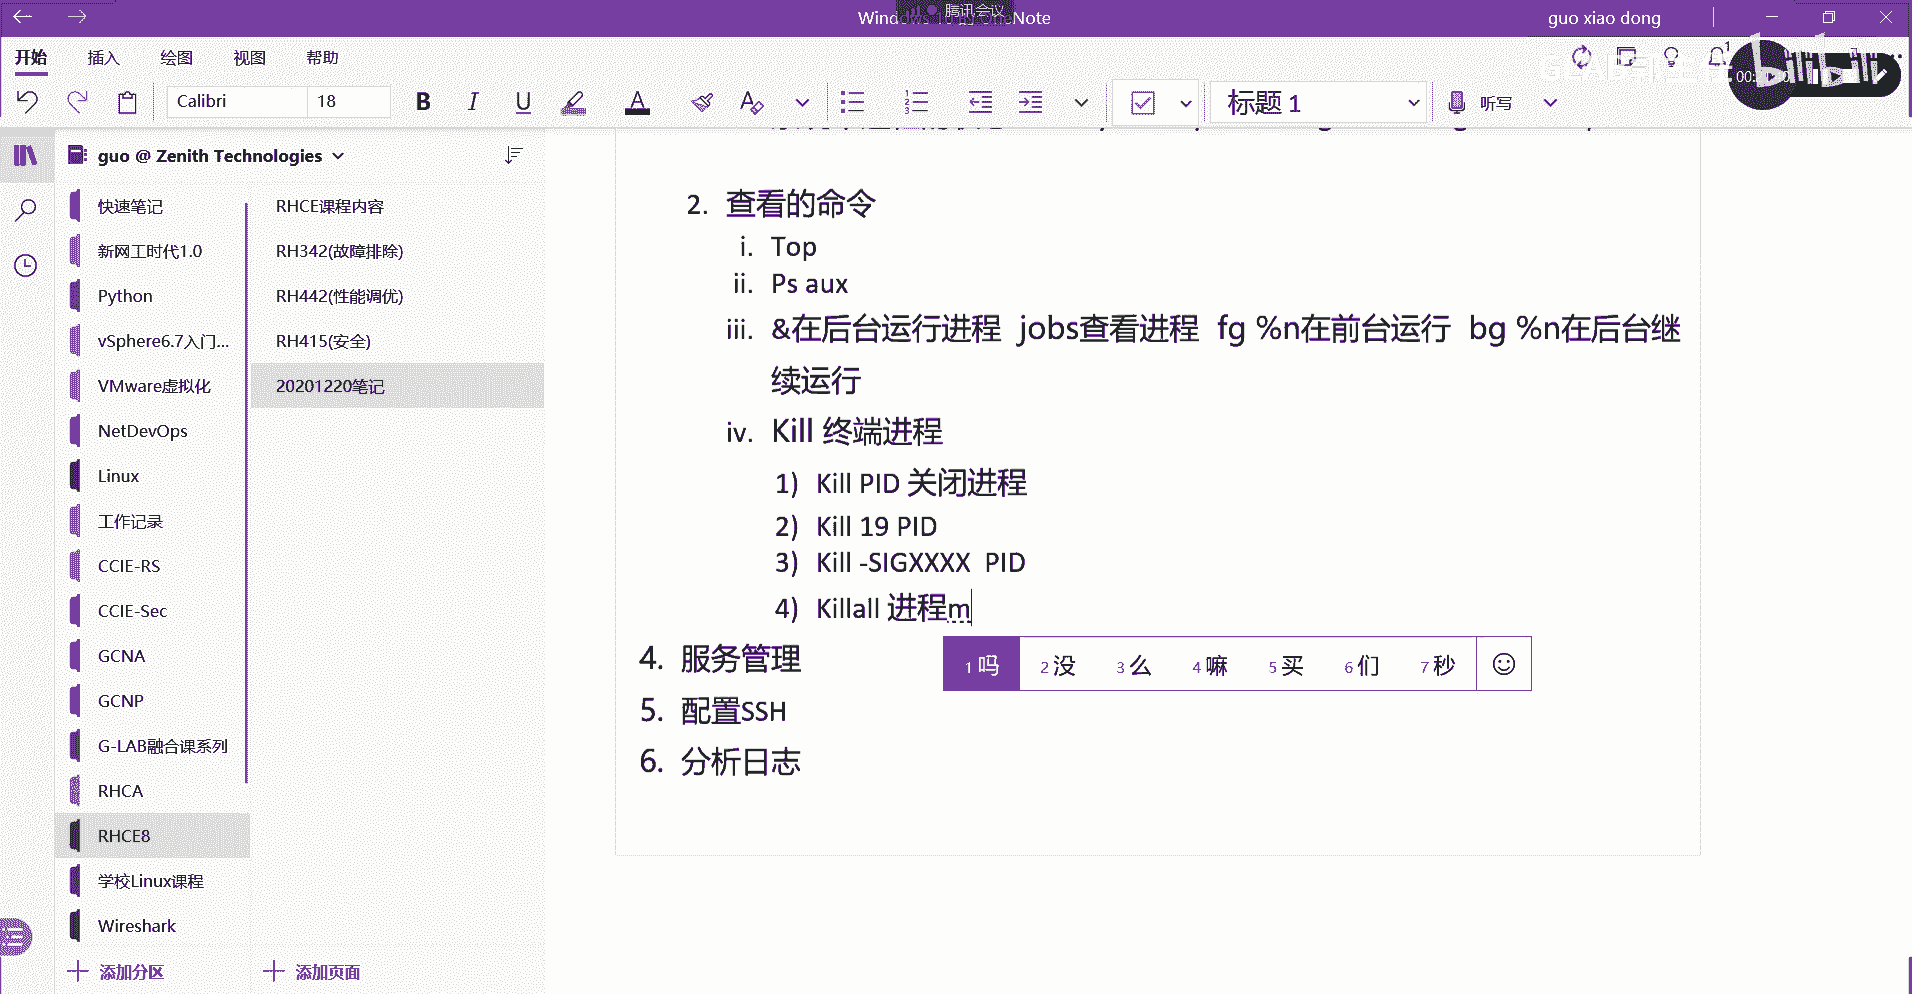 腾讯会议
guo xiao dong
开始 插入 绘图 视图 帮助
Calibri 18 B I U 标题 1 听写
guo @ Zenith Technologies
快速笔记
新网工时代1.0
Python
vSphere6.7入门...
VMware虚拟化
NetDevOps
Linux
工作记录
CCIE-RS
CCIE-Sec
GCNA
GCNP
G-LAB融合课系列
RHCA
RHCE8
学校Linux课程
Wireshark
添加分区
RHCE课程内容
RH342(故障排除)
RH442(性能调优)
RH415(安全)
20201220笔记
添加页面
2. 查看的命令
i. Top
ii. Ps aux
iii. &在后台运行进程 jobs查看进程 fg %n在前台运行 bg %n在后台继
续运行
iv. Kill 终端进程
1) Kill PID 关闭进程
2) Kill 19 PID
3) Kill -SIGXXXX PID
4) Killall 进程m
1 吗 2 没 3 么 4 嘛 5 买 6 们 7 秒
4. 服务管理
5. 配置SSH
6. 分析日志